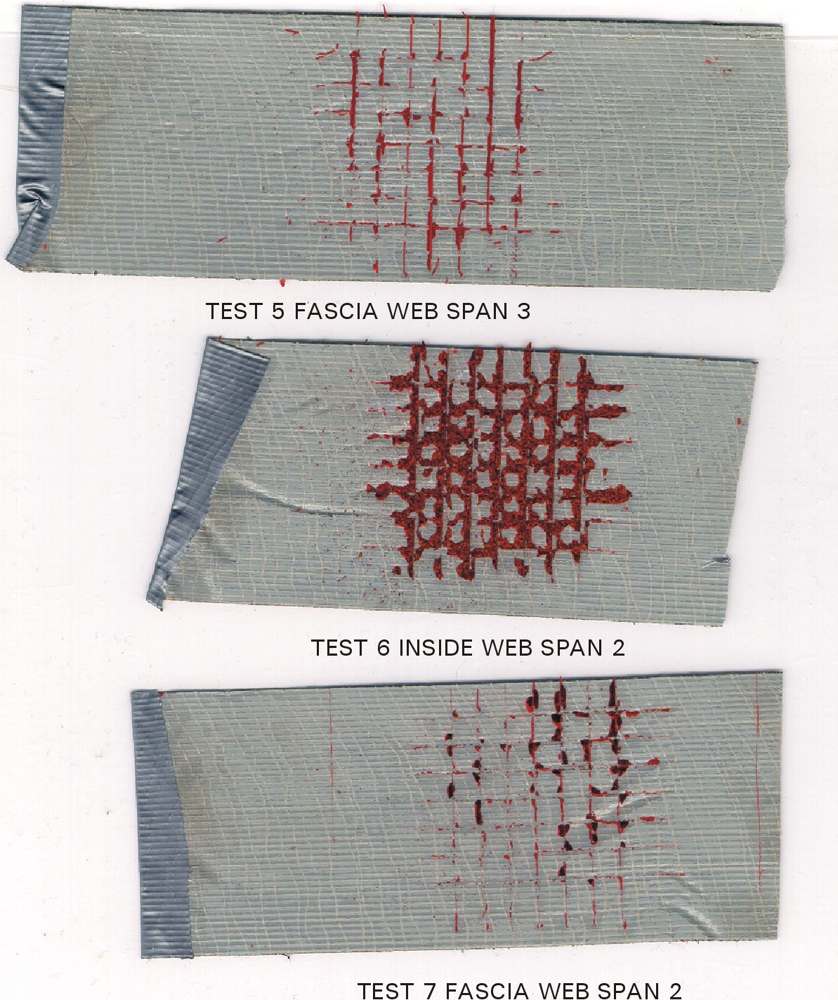 TEST 5 FASCIA WEB SPAN 3
TEST 6 INSIDE WEB SPAN 2
TEST 7 FASCIA WEB SPAN 2